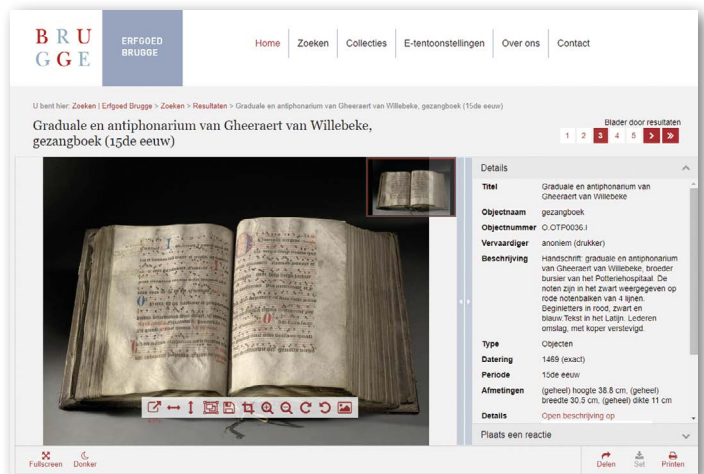 B R U
G G E
ERFGOED
BRUGGE
Home
Zoeken
Collecties
E-tentoonstellingen
Over ons
Contact
U bent hier: Zoeken | Erfgoed Brugge > Zoeken > Resultaten > Graduale en antiphonarium van Gheeraert van Willebeke, gezangboek (15de eeuw)
Graduale en antiphonarium van Gheeraert van Willebeke,
gezangboek (15de eeuw)
Blader door resultaten
1 2 3 4 5
Details
Titel Graduale en antiphonarium van
Gheeraert van Willebeke
Objectnaam gezangboek
Objectnummer O.OTP0036.I
Vervaardiger anoniem (drukker)
Beschrijving Handschrift: graduale en antiphonarium
van Gheeraert van Willebeke, broeder
bursier van het Potteriehospitaal. De
noten zijn in het zwart weergegeven op
rode notenbalken van 4 lijnen.
Beginletters in rood, zwart en
blauw.Tekst in het Latijn. Lederen
omslag, met koper verstevigd.
Type Objecten
Datering 1469 (exact)
Periode 15de eeuw
Afmetingen (geheel) hoogte 38.8 cm, (geheel)
breedte 30.5 cm, (geheel) dikte 11 cm
Details Open beschrijving op
Plaats een reactie
Fullscreen
Donker
Delen
Set
Printen